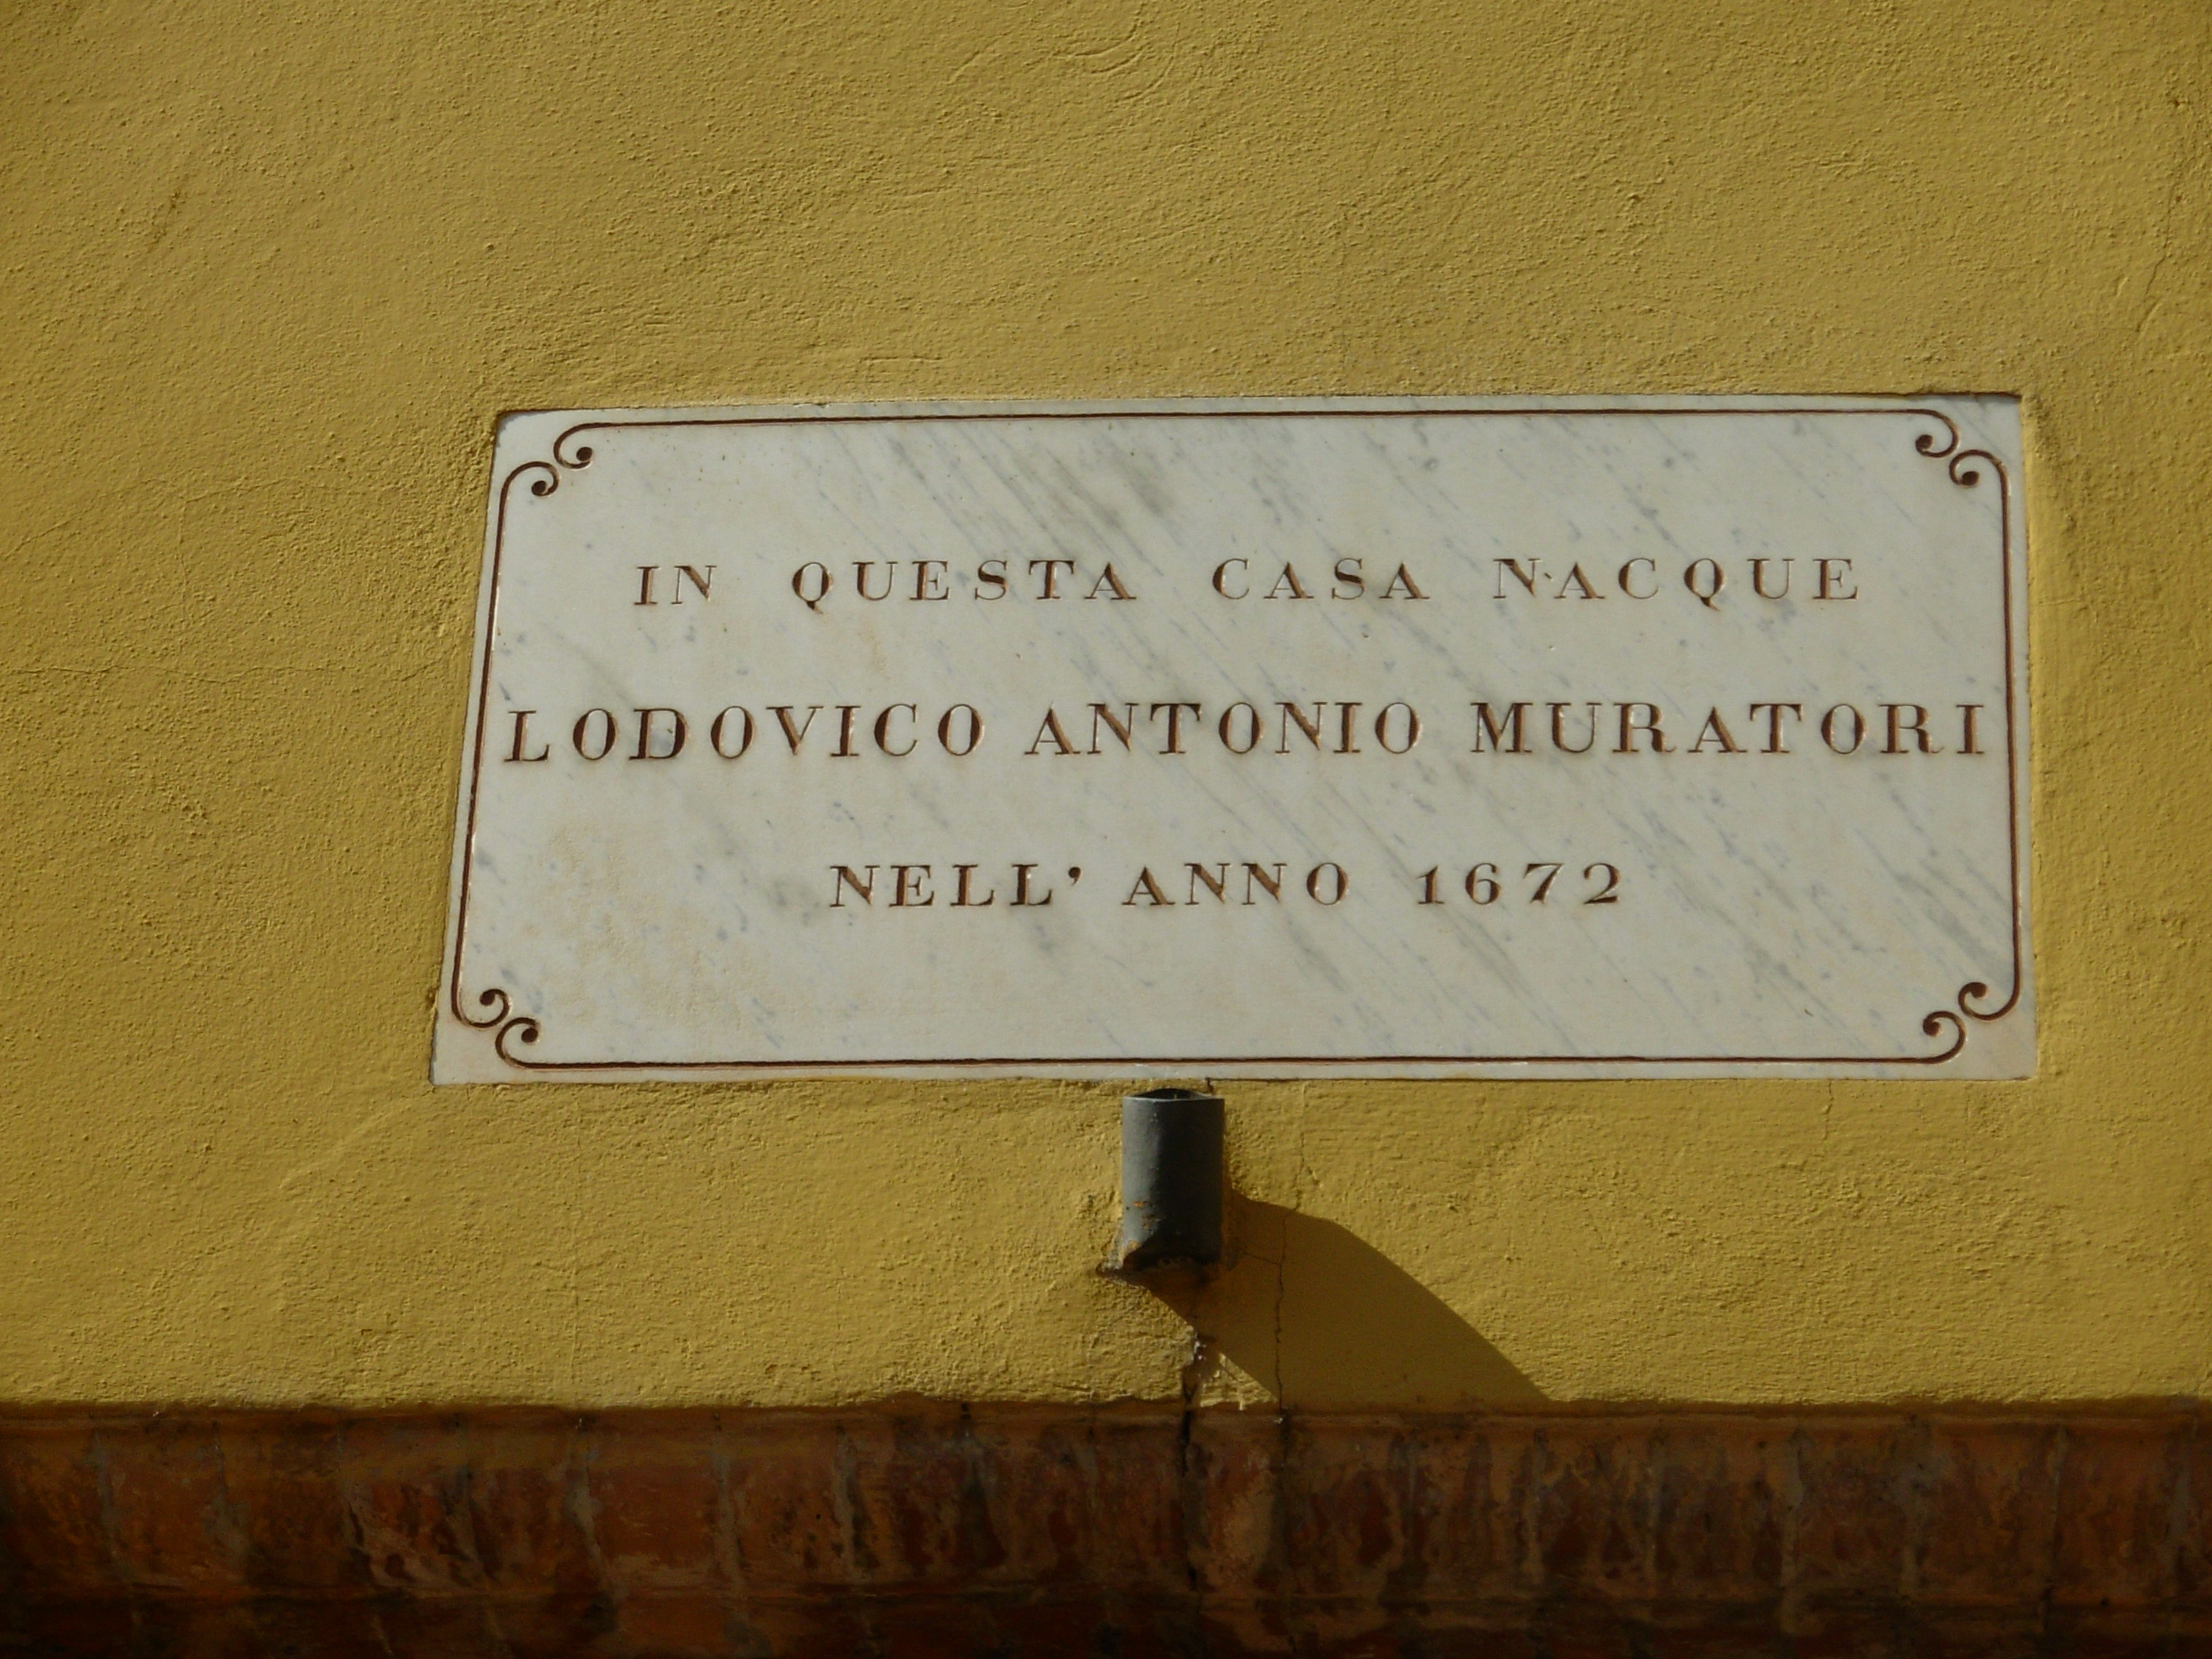 IN QUESTA CASA NACQUE
LODOVICO ANTONIO MURATORI
NELL' ANNO 1672